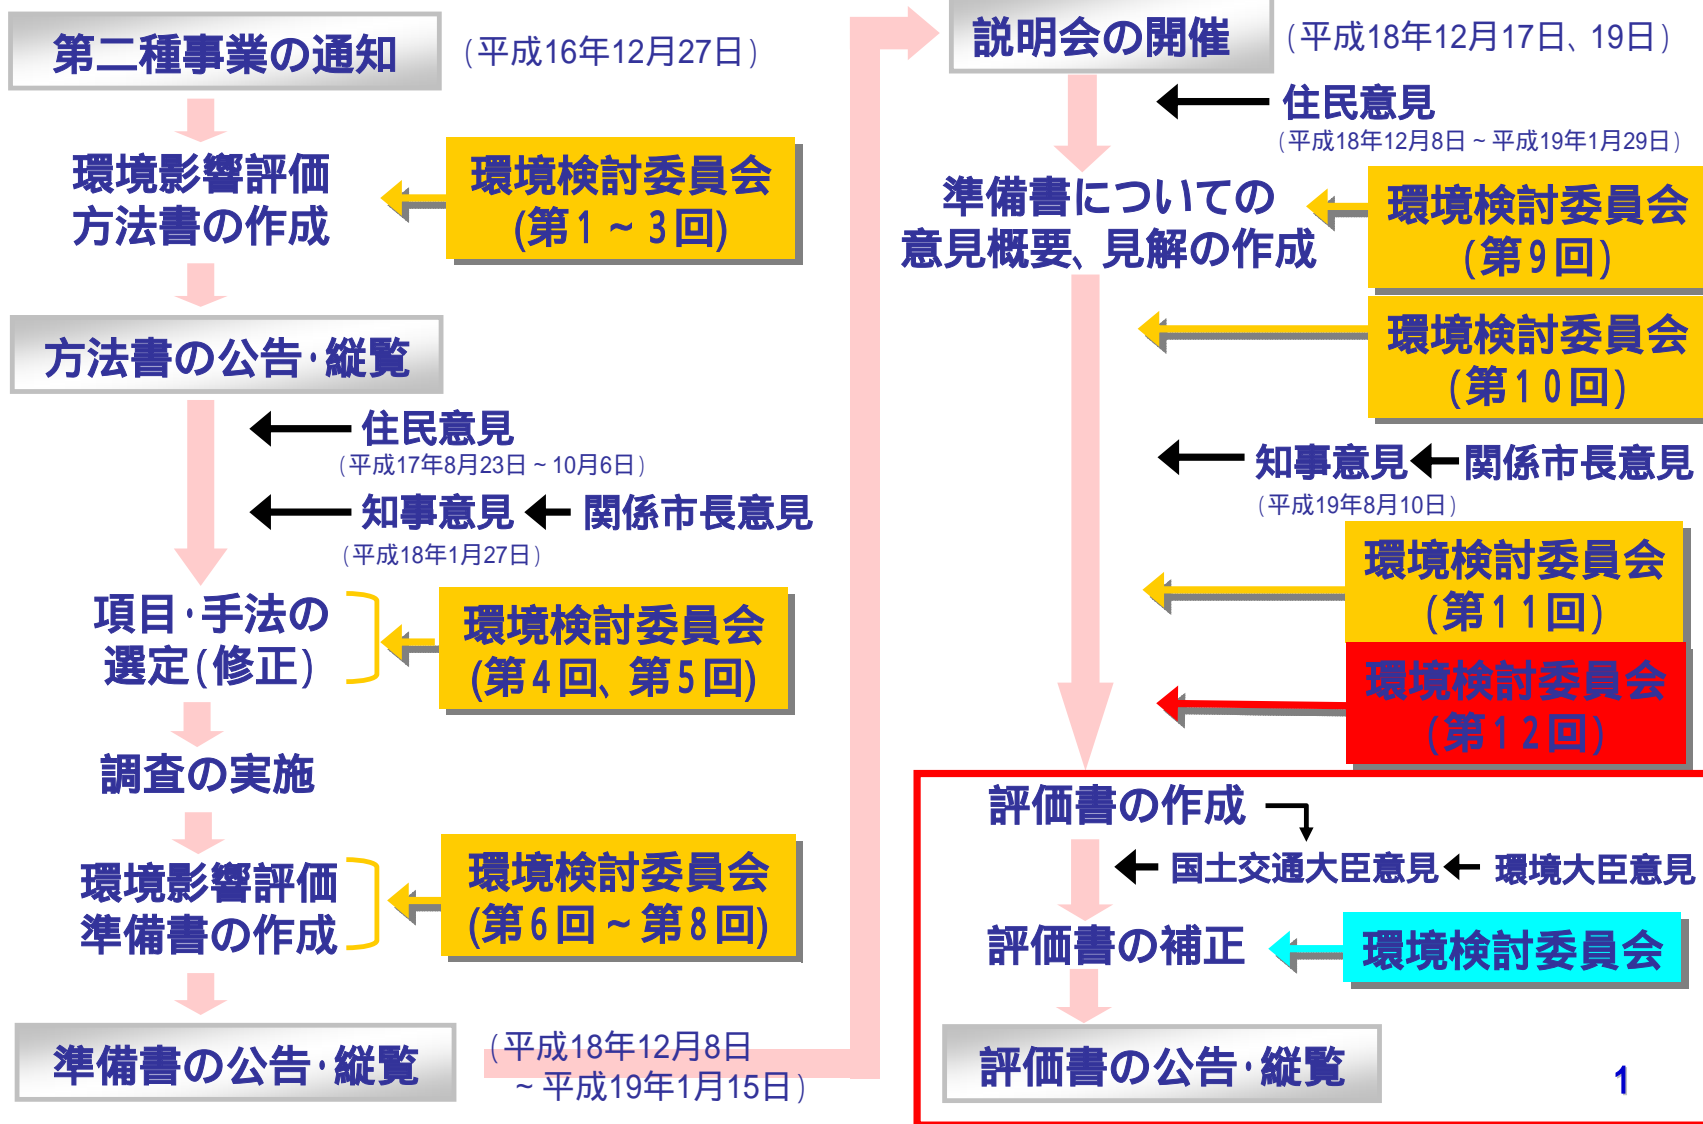 第二種事業の通知
(平成16年12月27日)
環境影響評価
方法書の作成
環境検討委員会
(第1～3回)
方法書の公告･縦覧
住民意見
(平成17年8月23日～10月6日)
知事意見
関係市長意見
(平成18年1月27日)
項目･手法の
選定(修正)
環境検討委員会
(第4回、第5回)
調査の実施
環境影響評価
準備書の作成
環境検討委員会
(第6回～第8回)
準備書の公告･縦覧
(平成18年12月8日
～平成19年1月15日)
説明会の開催
(平成18年12月17日、19日)
住民意見
(平成18年12月8日～平成19年1月29日)
準備書についての
意見概要、見解の作成
環境検討委員会
(第9回)
環境検討委員会
(第10回)
知事意見
関係市長意見
(平成19年8月10日)
環境検討委員会
(第11回)
環境検討委員会
(第12回)
評価書の作成
国土交通大臣意見
環境大臣意見
評価書の補正
環境検討委員会
評価書の公告･縦覧
1